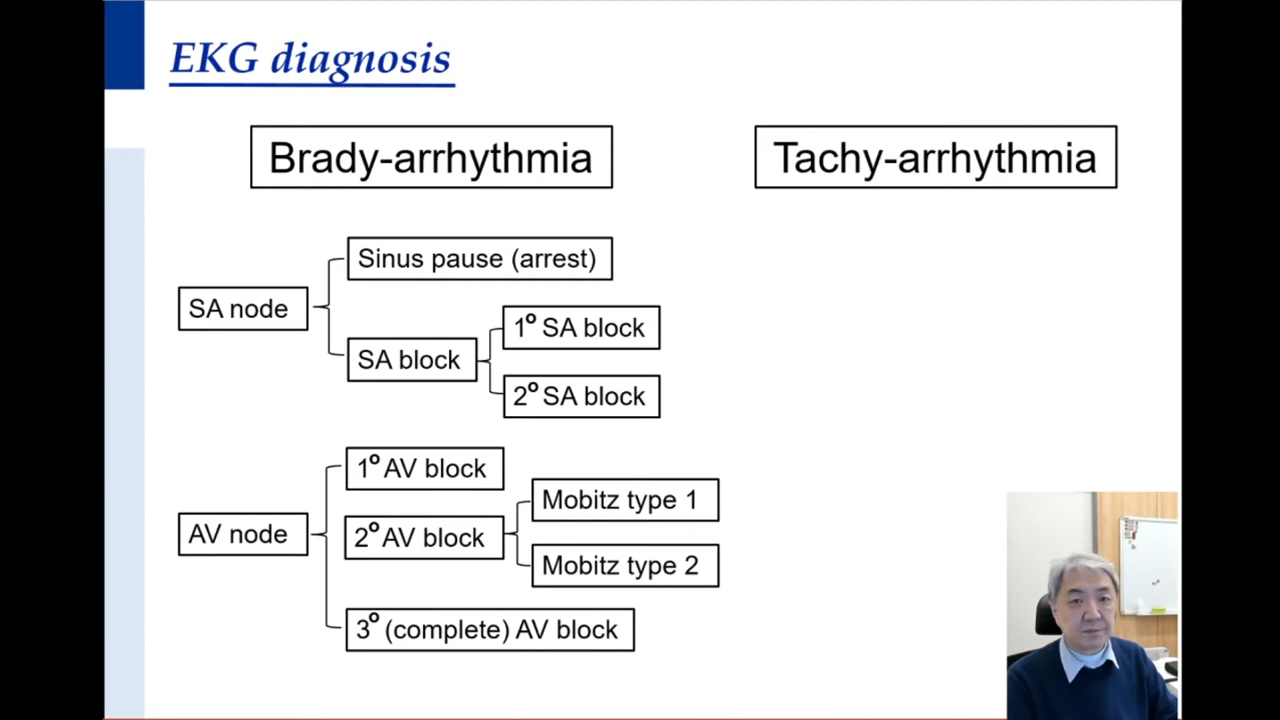 EKG diagnosis
Brady-arrhythmia
Tachy-arrhythmia
SA node
Sinus pause (arrest)
SA block
1° SA block
2° SA block
AV node
1° AV block
2° AV block
Mobitz type 1
Mobitz type 2
3° (complete) AV block